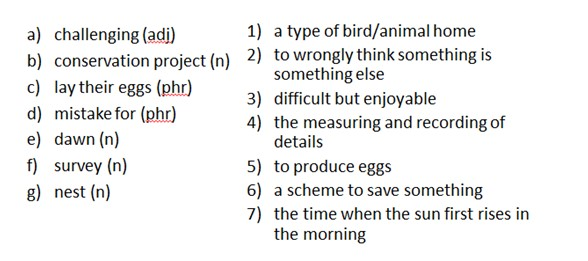 a) challenging (adj)
b) conservation project (n)
c) lay their eggs (phr)
d) mistake for (phr)
e) dawn (n)
f) survey (n)
g) nest (n)
1) a type of bird/animal home
2) to wrongly think something is
something else
3) difficult but enjoyable
4) the measuring and recording of
details
5) to produce eggs
6) a scheme to save something
7) the time when the sun first rises in
the morning